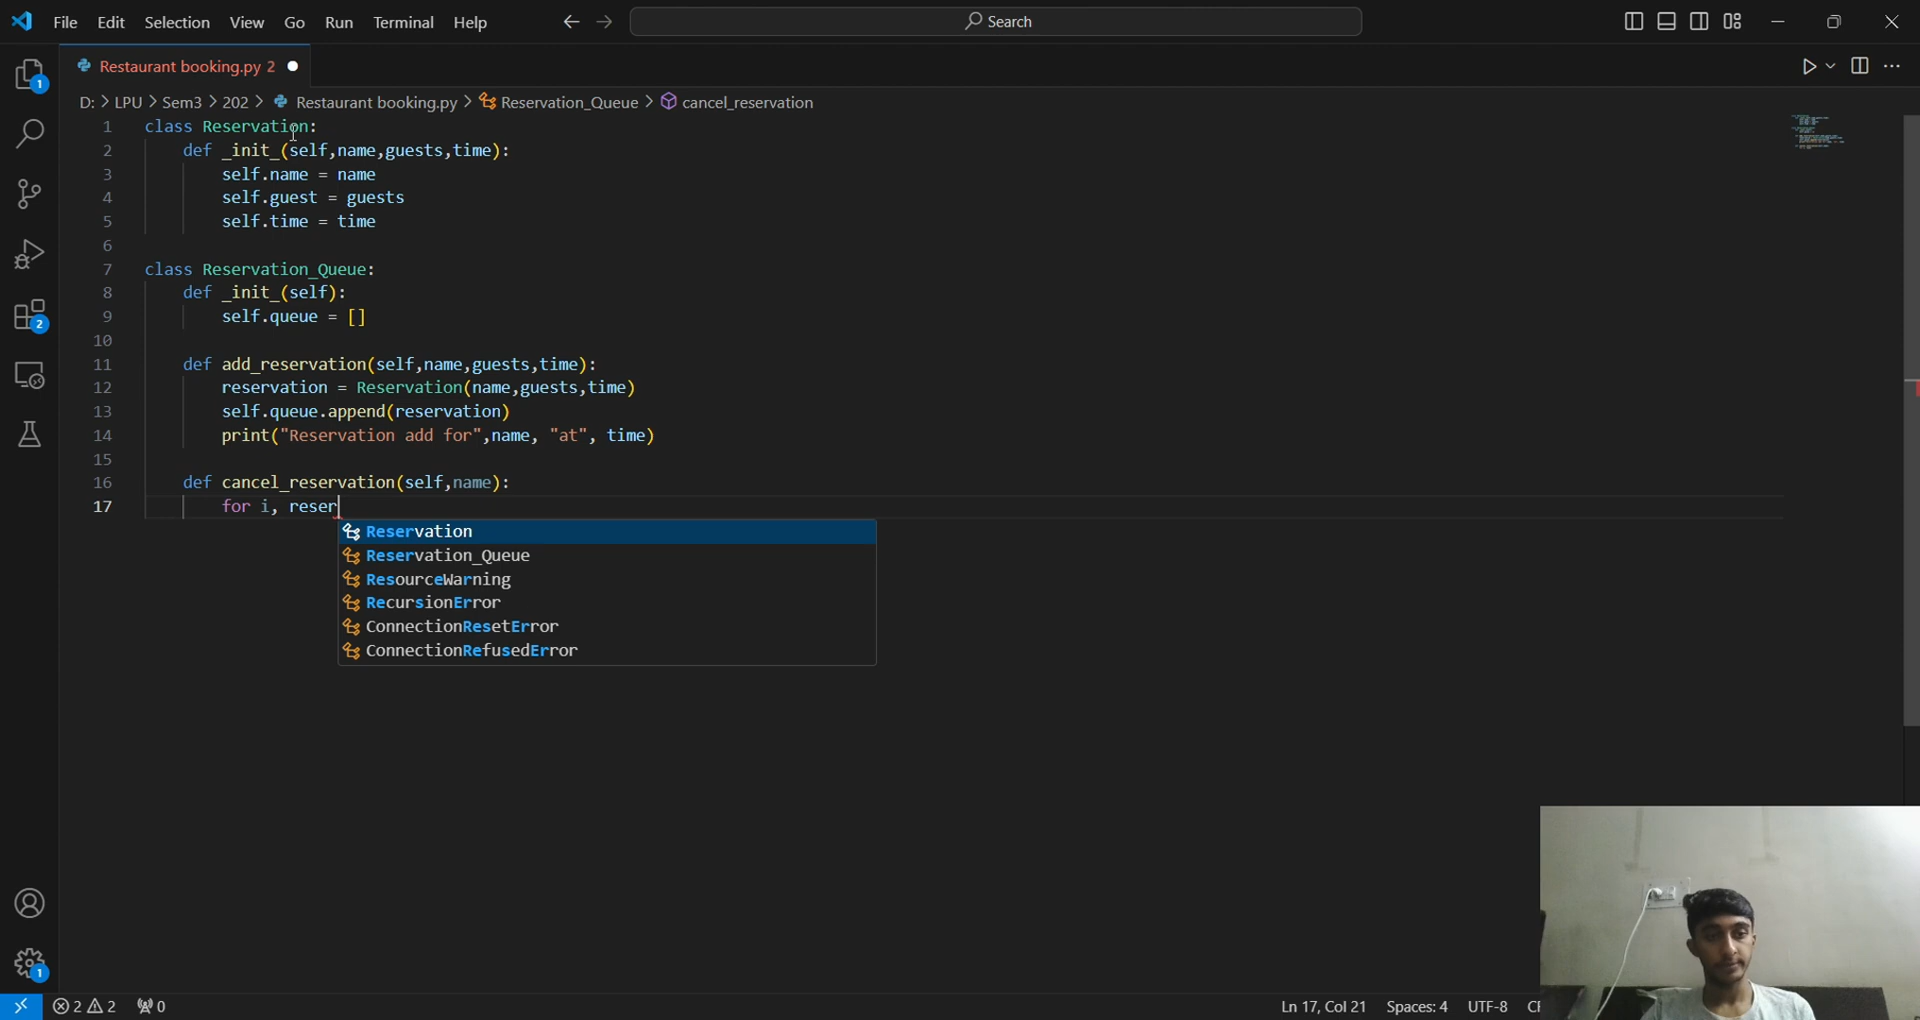 File Edit Selection View Go Run Terminal Help Search
Restaurant booking.py 2
1
D: > LPU > Sem3 > 202 > Restaurant booking.py > Reservation_Queue > cancel_reservation
1 class Reservation:
2 def _init_(self,name,guests,time):
3 self.name = name
4 self.guest = guests
5 self.time = time
6
7 class Reservation_Queue:
8 def _init_(self):
9 self.queue = []
2
10
11 def add_reservation(self,name,guests,time):
12 reservation = Reservation(name,guests,time)
13 self.queue.append(reservation)
14 print("Reservation add for",name, "at", time)
15
16 def cancel_reservation(self,name):
17 for i, reser
Reservation
Reservation_Queue
ResourceWarning
RecursionError
ConnectionResetError
ConnectionRefusedError
1
2 2 0 Ln 17, Col 21 Spaces: 4 UTF-8